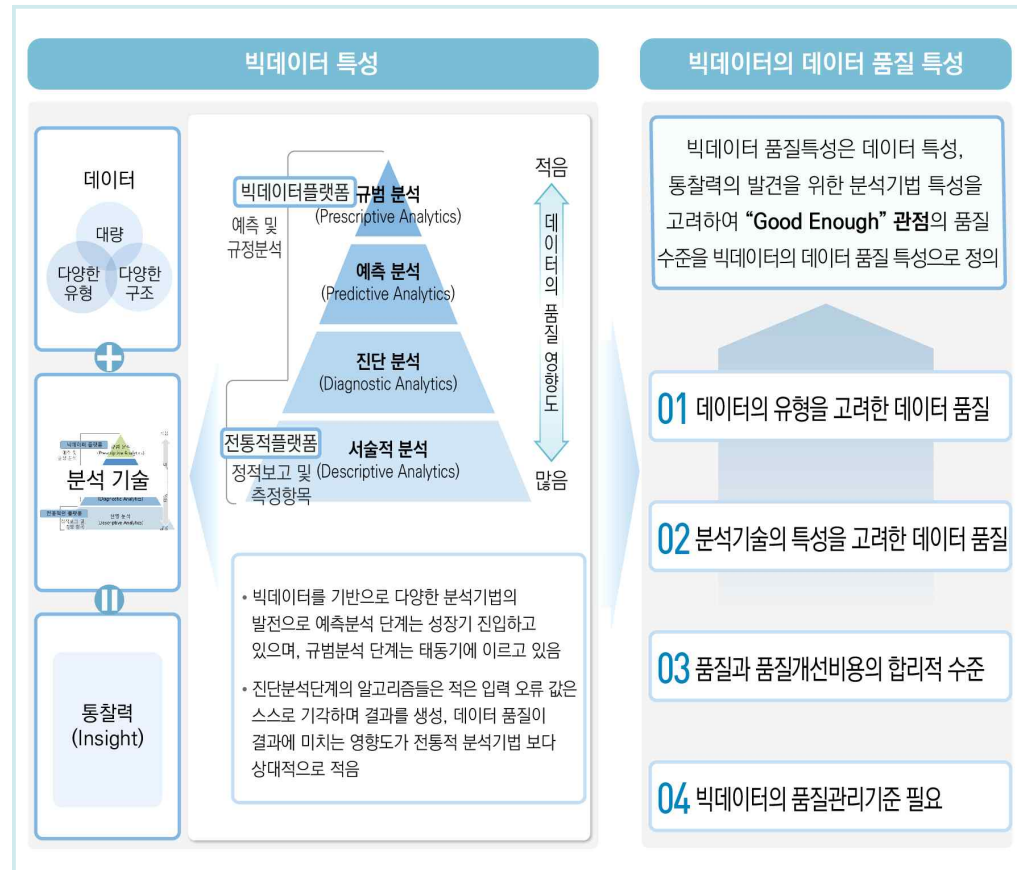 빅데이터 특성
데이터
대량
다양한
유형
다양한
구조
분석 기술
통찰력
(Insight)
빅데이터플랫폼
예측 및
규정분석
규범 분석
(Prescriptive Analytics)
예측 분석
(Predictive Analytics)
진단 분석
(Diagnostic Analytics)
전통적플랫폼
정적보고 및
측정항목
서술적 분석
(Descriptive Analytics)
적음
데이터의 품질 영향도
많음
• 빅데이터를 기반으로 다양한 분석기법의
발전으로 예측분석 단계는 성장기 진입하고
있으며, 규범분석 단계는 태동기에 이르고 있음
• 진단분석단계의 알고리즘들은 적은 입력 오류 값은
스스로 기각하며 결과를 생성, 데이터 품질이
결과에 미치는 영향도가 전통적 분석기법 보다
상대적으로 적음
빅데이터의 데이터 품질 특성
빅데이터 품질특성은 데이터 특성,
통찰력의 발견을 위한 분석기법 특성을
고려하여 “Good Enough” 관점의 품질
수준을 빅데이터의 데이터 품질 특성으로 정의
01 데이터의 유형을 고려한 데이터 품질
02 분석기술의 특성을 고려한 데이터 품질
03 품질과 품질개선비용의 합리적 수준
04 빅데이터의 품질관리기준 필요